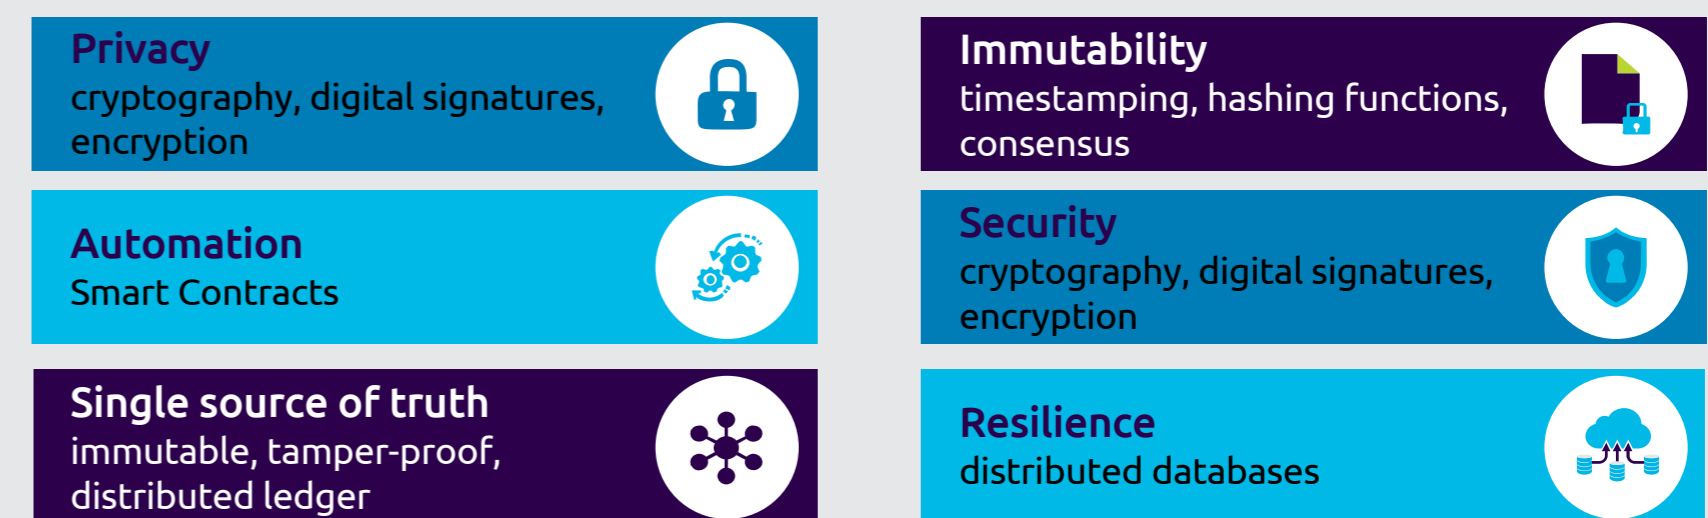 Privacy
cryptography, digital signatures,
encryption
Immutability
timestamping, hashing functions,
consensus
Automation
Smart Contracts
Security
cryptography, digital signatures,
encryption
Single source of truth
immutable, tamper-proof,
distributed ledger
Resilience
distributed databases